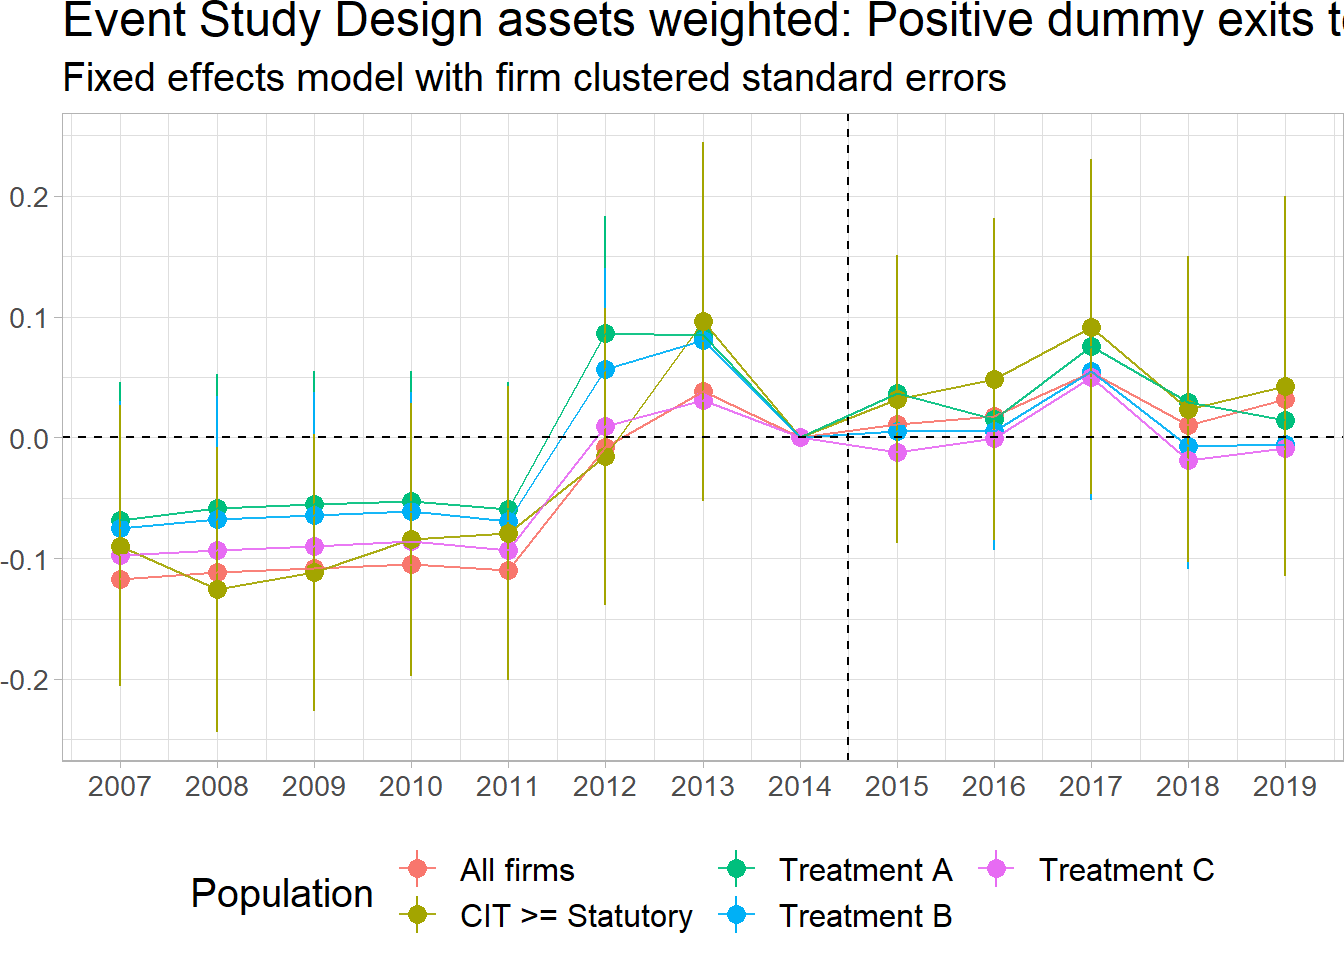 Event Study Design assets weighted: Positive dummy exits
Fixed effects model with firm clustered standard errors
0.2
0.1
0.0
-0.1
-0.2
2007 2008 2009 2010 2011 2012 2013 2014 2015 2016 2017 2018 2019
Population
All firms
Treatment A
Treatment C
CIT >= Statutory
Treatment B